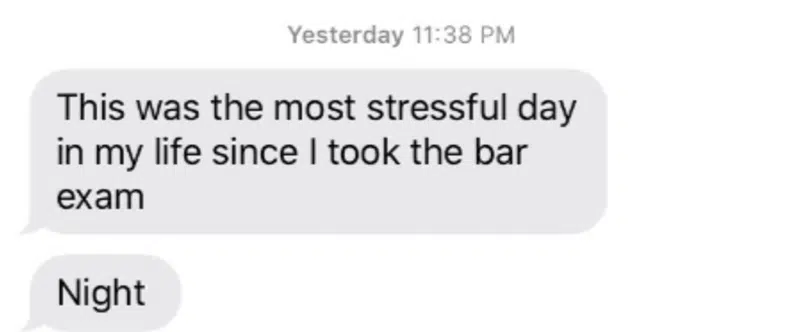 Yesterday 11:38 PM
This was the most stressful day
in my life since I took the bar
exam
Night